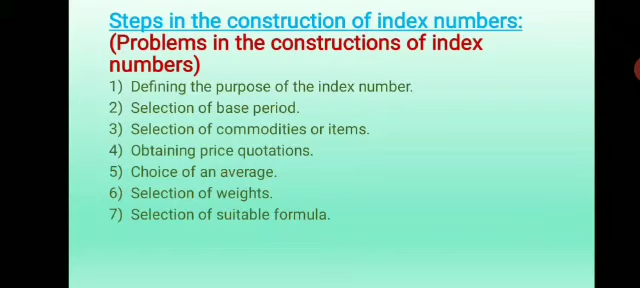 Steps in the construction of index numbers:
(Problems in the constructions of index
numbers)
1) Defining the purpose of the index number.
2) Selection of base period.
3) Selection of commodities or items.
4) Obtaining price quotations.
5) Choice of an average.
6) Selection of weights.
7) Selection of suitable formula.